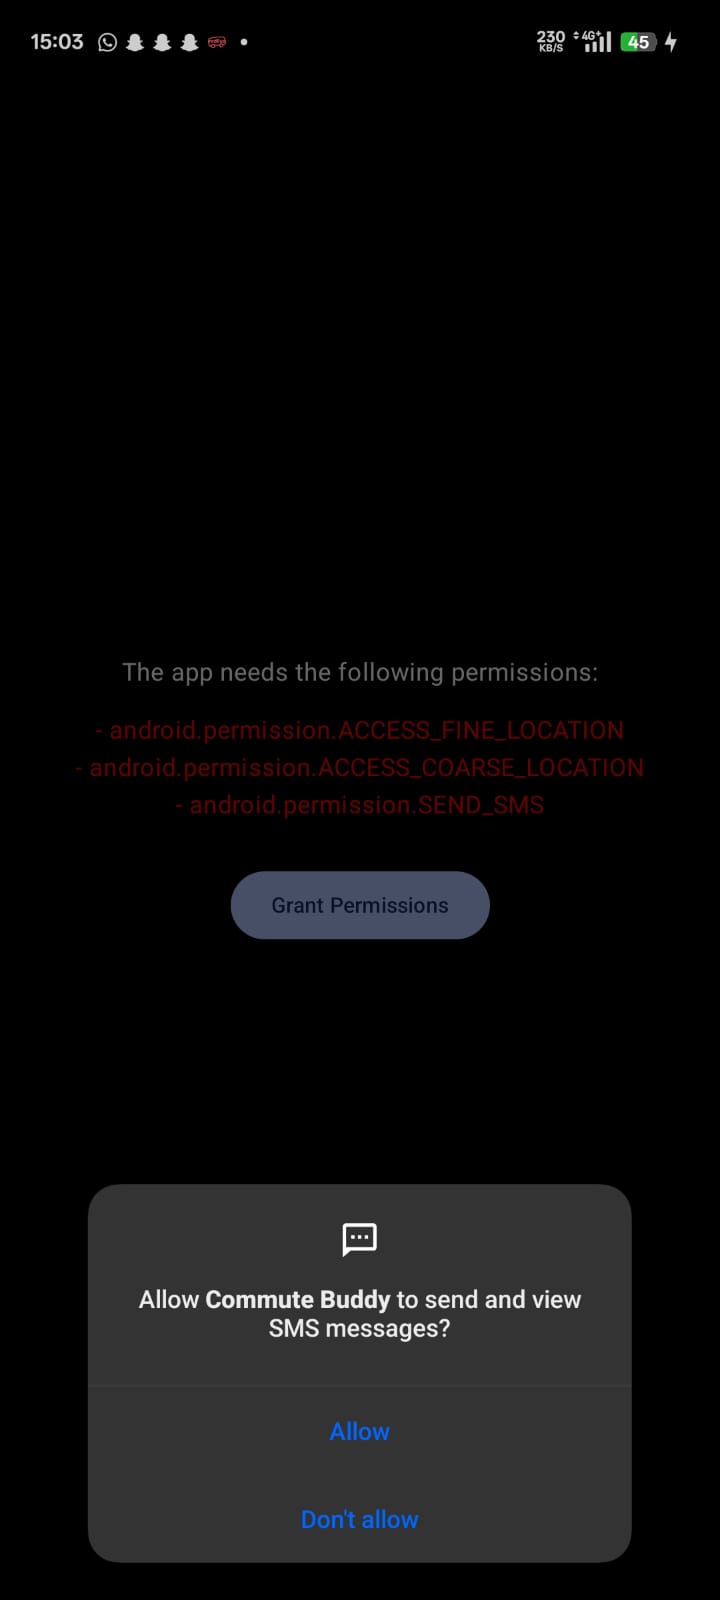 15:03
230
KB/S
4G+
45
The app needs the following permissions:
- android.permission.ACCESS_FINE_LOCATION
- android.permission.ACCESS_COARSE_LOCATION
- android.permission.SEND_SMS
Grant Permissions
Allow Commute Buddy to send and view
SMS messages?
Allow
Don't allow